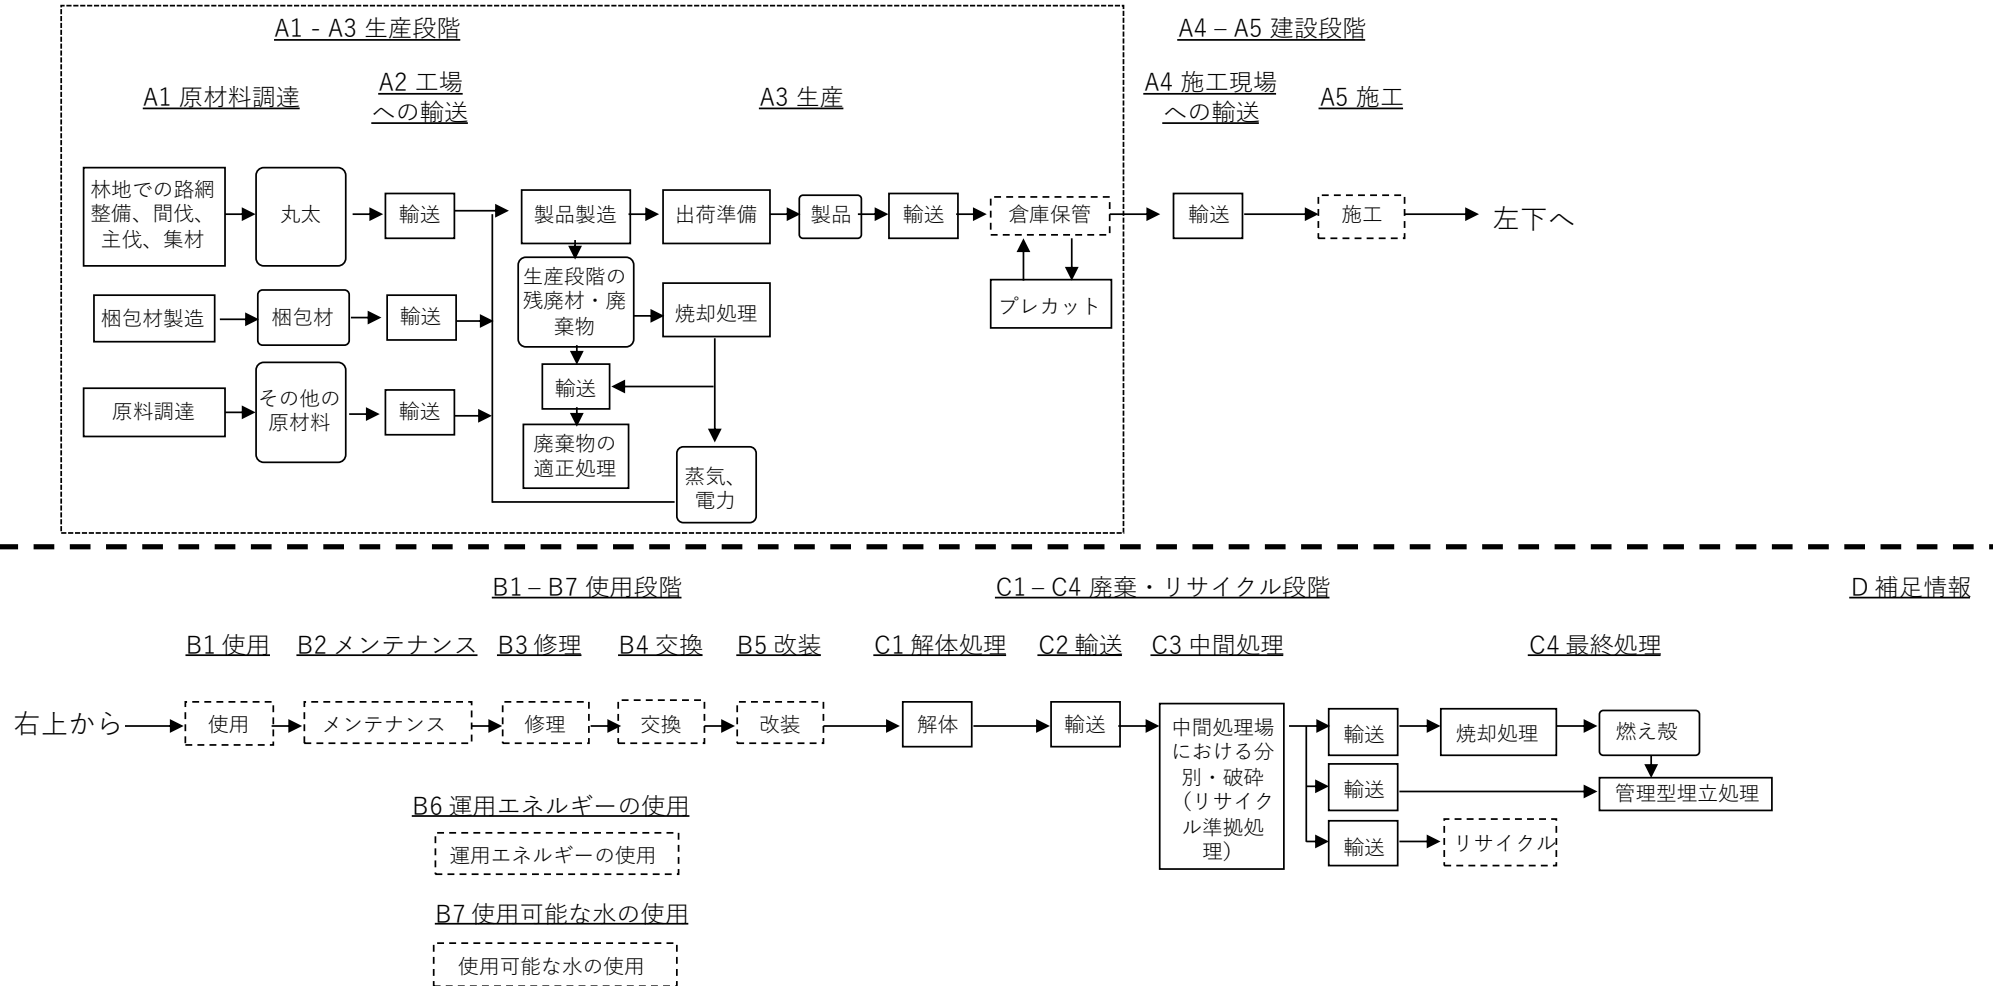 A1 - A3 生産段階
A4 – A5 建設段階
A1 原材料調達
A2 工場
への輸送
A3 生産
A4 施工現場
への輸送
A5 施工
林地での路網
整備、間伐、
主伐、集材
丸太
輸送
製品製造
出荷準備
製品
輸送
倉庫保管
輸送
施工
左下へ
梱包材製造
梱包材
輸送
生産段階の
残廃材・廃
棄物
焼却処理
プレカット
原料調達
その他の
原材料
輸送
輸送
廃棄物の
適正処理
蒸気、
電力
B1 – B7 使用段階
C1 – C4 廃棄・リサイクル段階
D 補足情報
B1 使用
B2 メンテナンス
B3 修理
B4 交換
B5 改装
C1 解体処理
C2 輸送
C3 中間処理
C4 最終処理
右上から
使用
メンテナンス
修理
交換
改装
解体
輸送
中間処理場
における分
別・破砕
（リサイク
ル準拠処
理）
輸送
焼却処理
燃え殻
輸送
管理型埋立処理
輸送
リサイクル
B6 運用エネルギーの使用
運用エネルギーの使用
B7 使用可能な水の使用
使用可能な水の使用